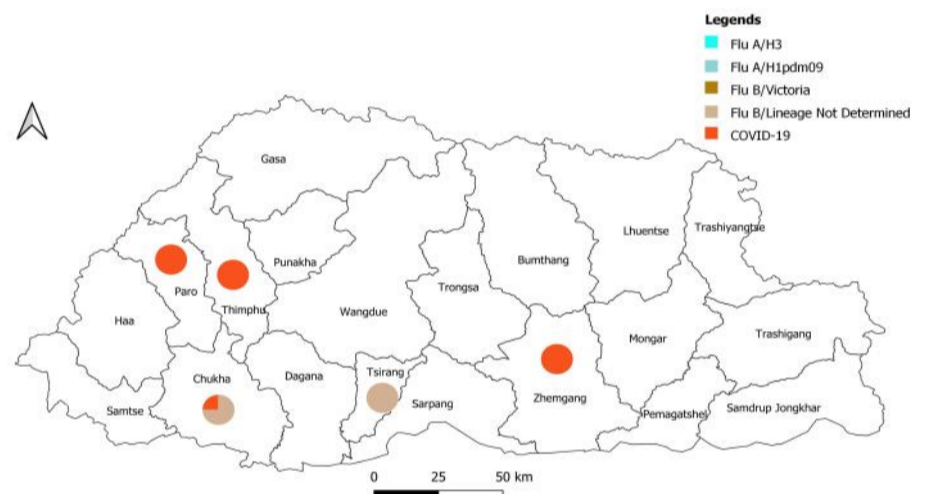 Legends
Flu A/H3
Flu A/H1pdm09
Flu B/Victoria
Flu B/Lineage Not Determined
COVID-19
Gasa
Punakha
Paro
Thimphu
Haa
Wangdue
Trongsa
Bumthang
Lhuentse
Trashiyangtse
Mongar
Trashigang
Chukha
Dagana
Tsirang
Sarpang
Zhemgang
Samtse
Pemagatshel
Samdrup Jongkhar
0 25 50 km